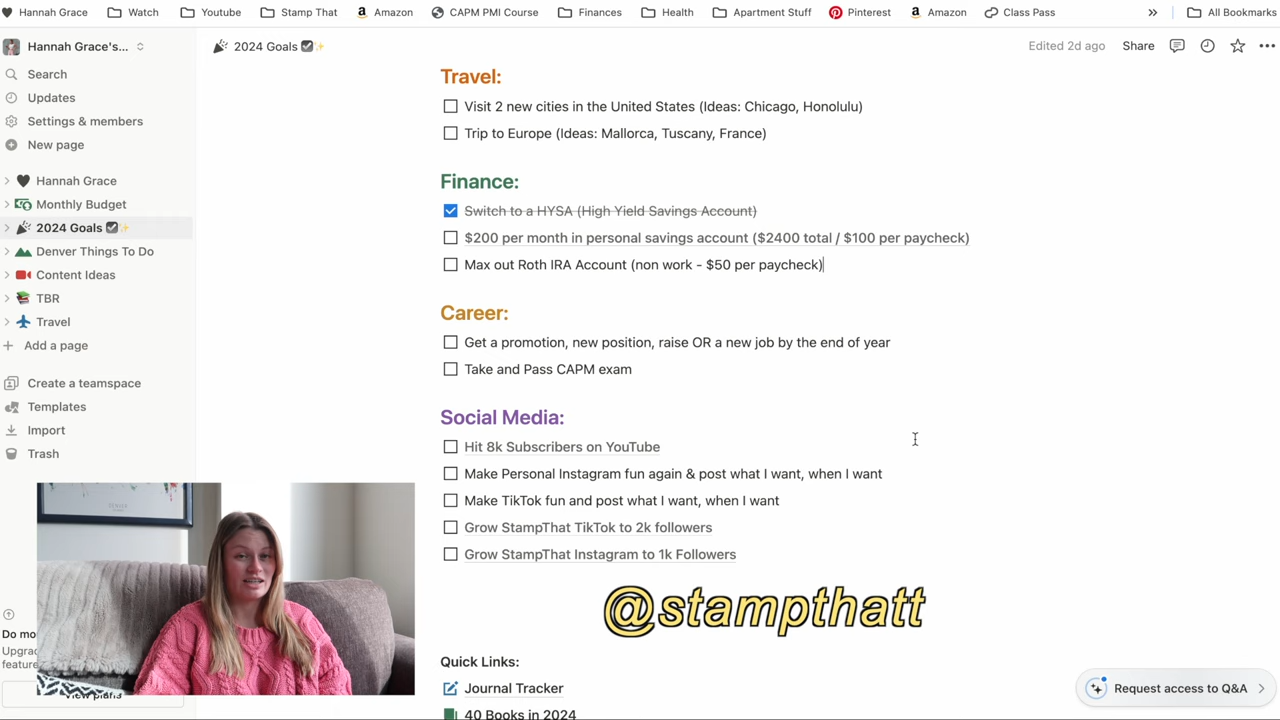 Hannah Grace
Watch
Youtube
Stamp That
Amazon
CAPM PMI Course
Finances
Health
Apartment Stuff
Pinterest
Amazon
Class Pass
»
All Bookmarks
Hannah Grace's...
2024 Goals
Edited 2d ago
Share
Search
Updates
Settings & members
New page
Hannah Grace
Monthly Budget
2024 Goals
Denver Things To Do
Content Ideas
TBR
Travel
Add a page
Create a teamspace
Templates
Import
Trash
Do mo
Upgra
feature
View plans
Travel:
Visit 2 new cities in the United States (Ideas: Chicago, Honolulu)
Trip to Europe (Ideas: Mallorca, Tuscany, France)
Finance:
Switch to a HYSA (High Yield Savings Account)
$200 per month in personal savings account ($2400 total / $100 per paycheck)
Max out Roth IRA Account (non work - $50 per paycheck)
Career:
Get a promotion, new position, raise OR a new job by the end of year
Take and Pass CAPM exam
Social Media:
Hit 8k Subscribers on YouTube
Make Personal Instagram fun again & post what I want, when I want
Make TikTok fun and post what I want, when I want
Grow StampThat TikTok to 2k followers
Grow StampThat Instagram to 1k Followers
@stampthatt
Quick Links:
Journal Tracker
40 Books in 2024
Request access to Q&A